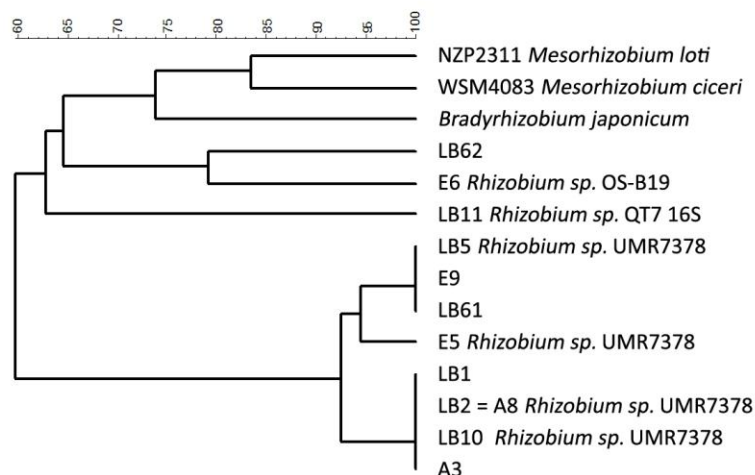 60 65 70 75 80 85 90 95 100
NZP2311 Mesorhizobium loti
WSM4083 Mesorhizobium ciceri
Bradyrhizobium japonicum
LB62
E6 Rhizobium sp. OS-B19
LB11 Rhizobium sp. QT7 16S
LB5 Rhizobium sp. UMR7378
E9
LB61
E5 Rhizobium sp. UMR7378
LB1
LB2 = A8 Rhizobium sp. UMR7378
LB10 Rhizobium sp. UMR7378
A3